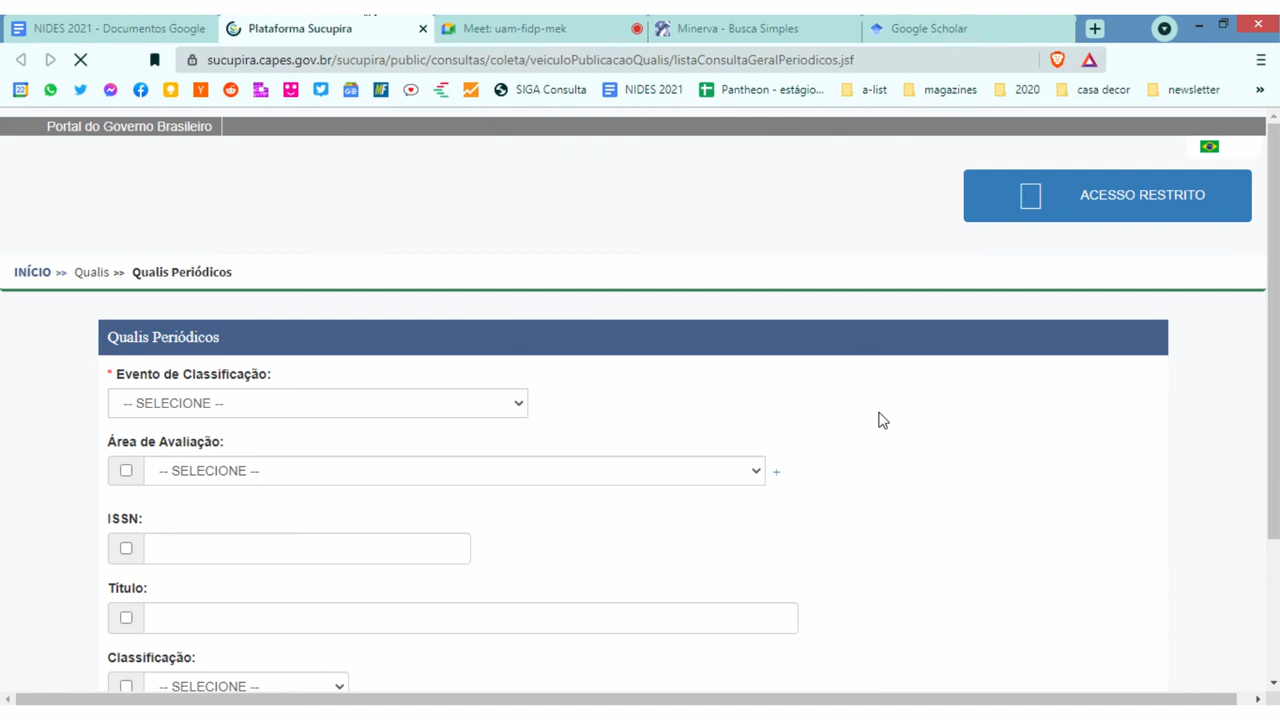 NIDES 2021 - Documentos Google
Plataforma Sucupira
Meet: uam-fidp-mek
Minerva - Busca Simples
Google Scholar
sucupira.capes.gov.br/sucupira/public/consultas/coleta/veiculoPublicacaoQualis/listaConsultaGeralPeriodicos.jsf
SIGA Consulta
NIDES 2021
Pantheon - estágio...
a-list
magazines
2020
casa decor
newsletter
»
Portal do Governo Brasileiro
ACESSO RESTRITO
INÍCIO >> Qualis >> Qualis Periódicos
Qualis Periódicos
* Evento de Classificação:
-- SELECIONE --
Área de Avaliação:
-- SELECIONE --
+
ISSN:
Título:
Classificação:
-- SELECIONE --